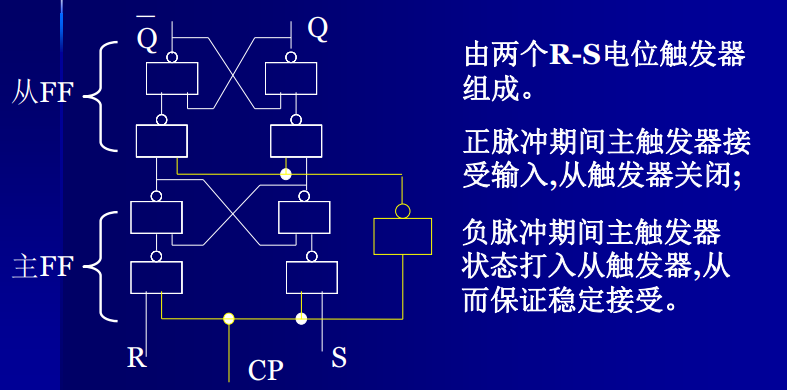 Q̅
Q
从FF
主FF
R
CP
S
由两个R-S电位触发器
组成。
正脉冲期间主触发器接
受输入,从触发器关闭;
负脉冲期间主触发器
状态打入从触发器,从
而保证稳定接受。